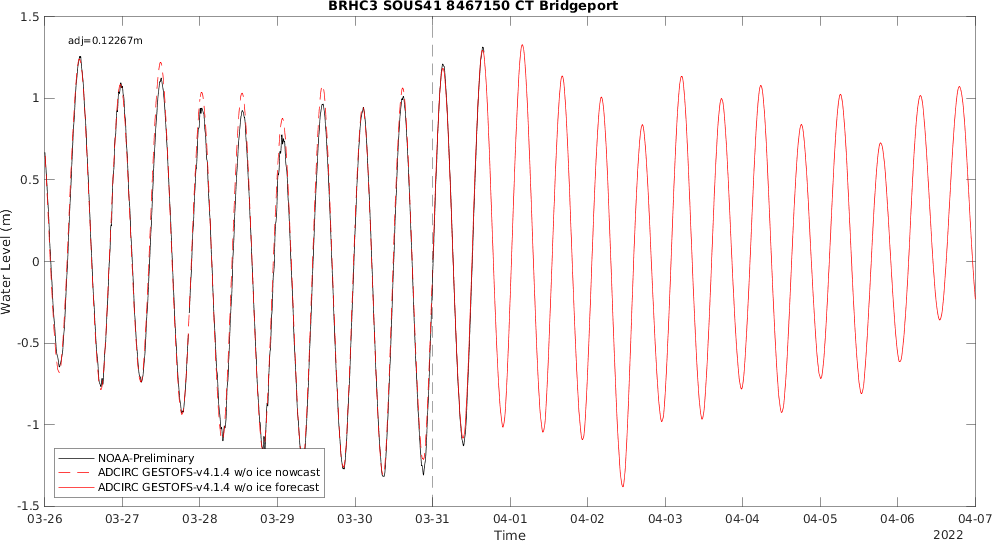 BRHC3 SOUS41 8467150 CT Bridgeport
adj=0.12267m
Water Level (m)
1.5
1
0.5
0
-0.5
-1
-1.5
NOAA-Preliminary
ADCIRC GESTOFS-v4.1.4 w/o ice nowcast
ADCIRC GESTOFS-v4.1.4 w/o ice forecast
03-26 03-27 03-28 03-29 03-30 03-31 04-01 04-02 04-03 04-04 04-05 04-06 04-07
Time
2022